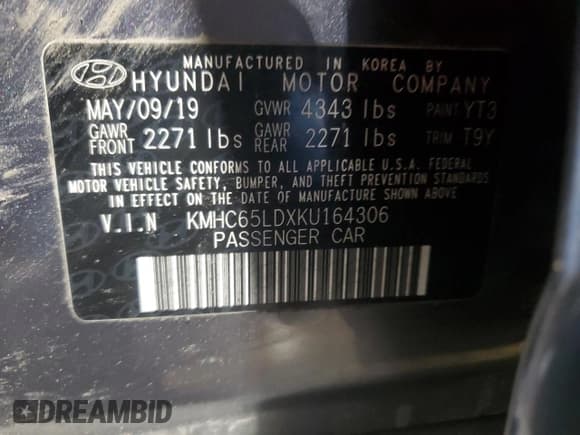 MANUFACTURED IN KOREA BY
HYUNDAI MOTOR COMPANY
MAY/09/19 GVWR 4343 lbs PAINT YT3
GAWR FRONT 2271 lbs GAWR REAR 2271 lbs TRIM T9Y
THIS VEHICLE CONFORMS TO ALL APPLICABLE U.S.A. FEDERAL
MOTOR VEHICLE SAFETY, BUMPER, AND THEFT PREVENTION STANDARDS
IN EFFECT ON THE DATE OF MANUFACTURE SHOWN ABOVE.
V.I.N KMHC65LDXKU164306
PASSENGER CAR
DREAMBID